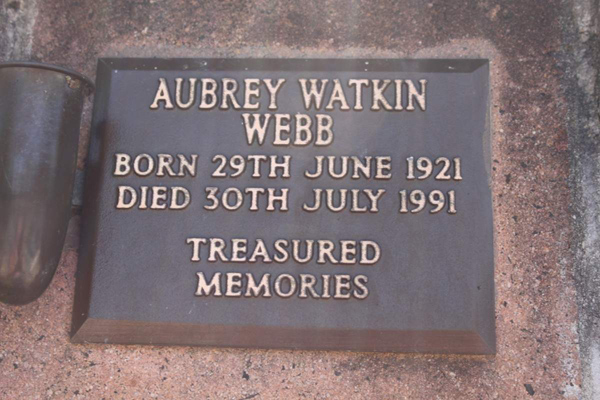 AUBREY WATKIN
WEBB
BORN 29TH JUNE 1921
DIED 30TH JULY 1991
TREASURED
MEMORIES